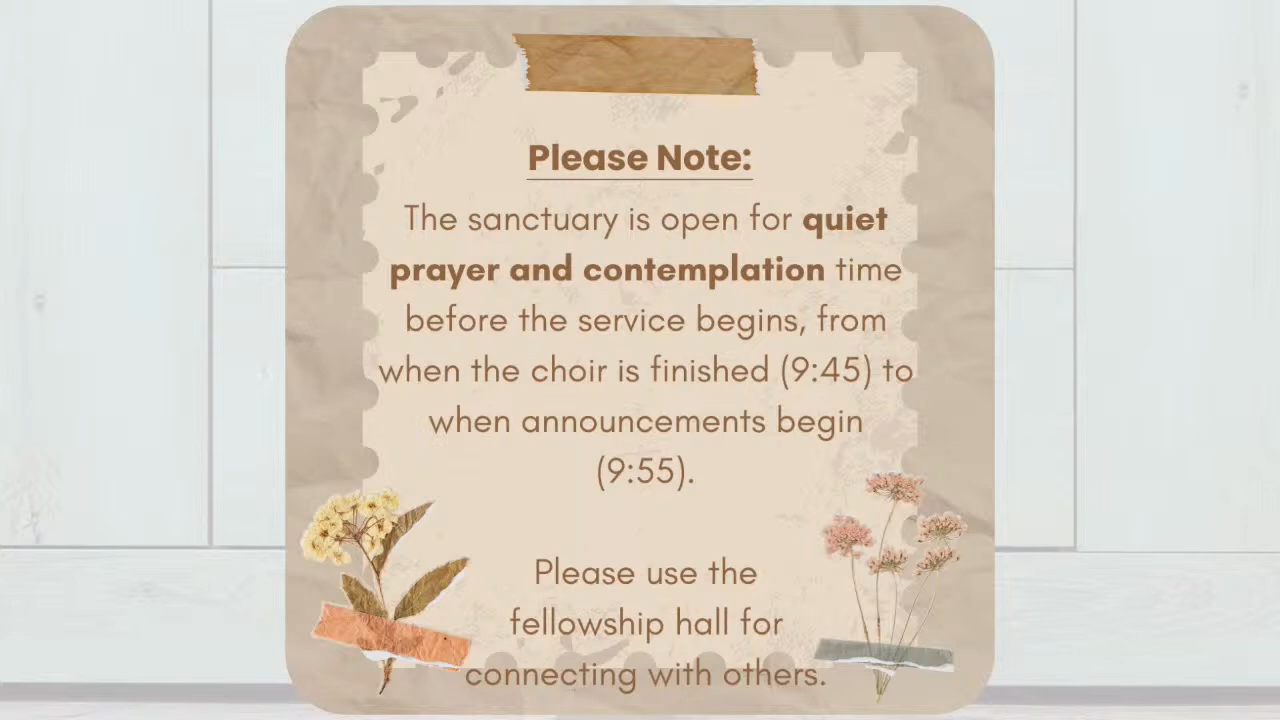 Please Note:
The sanctuary is open for quiet
prayer and contemplation time
before the service begins, from
when the choir is finished (9:45) to
when announcements begin
(9:55).
Please use the
fellowship hall for
connecting with others.